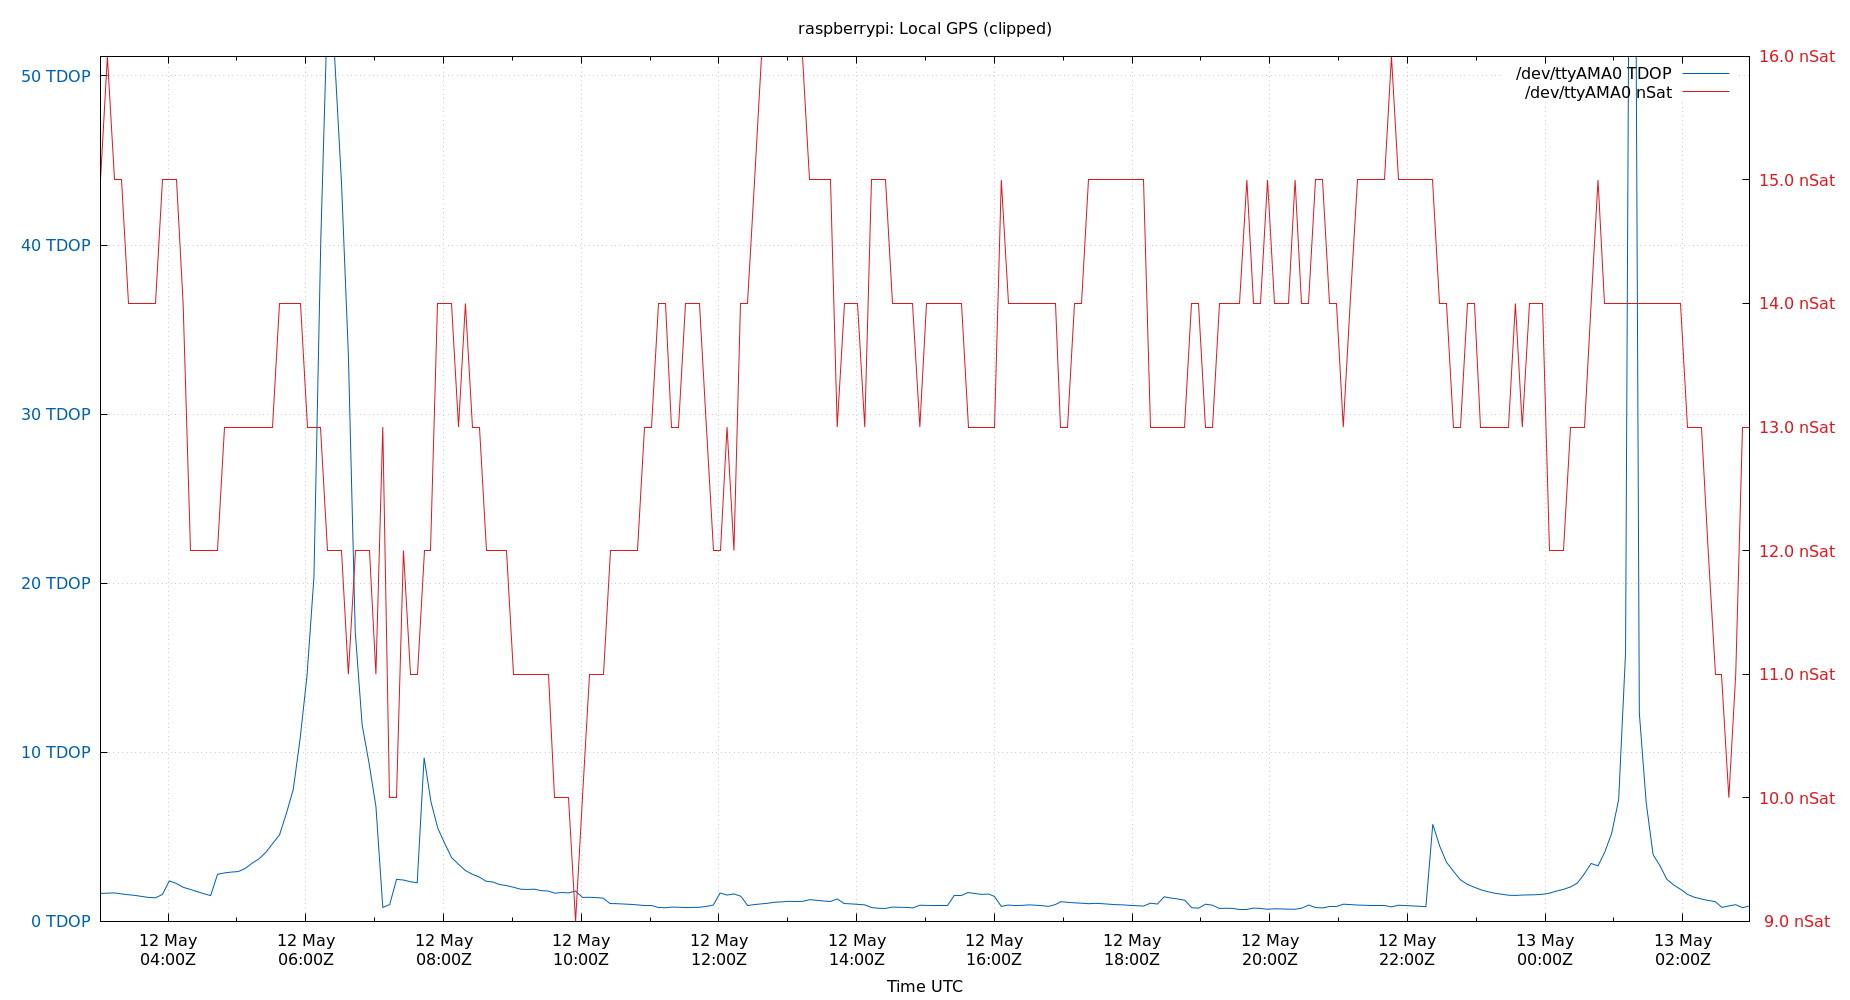 raspberrypi: Local GPS (clipped)
/dev/ttyAMA0 TDOP
/dev/ttyAMA0 nSat
50 TDOP
40 TDOP
30 TDOP
20 TDOP
10 TDOP
0 TDOP
16.0 nSat
15.0 nSat
14.0 nSat
13.0 nSat
12.0 nSat
11.0 nSat
10.0 nSat
9.0 nSat
12 May
04:00Z
12 May
06:00Z
12 May
08:00Z
12 May
10:00Z
12 May
12:00Z
12 May
14:00Z
12 May
16:00Z
12 May
18:00Z
12 May
20:00Z
12 May
22:00Z
13 May
00:00Z
13 May
02:00Z
Time UTC